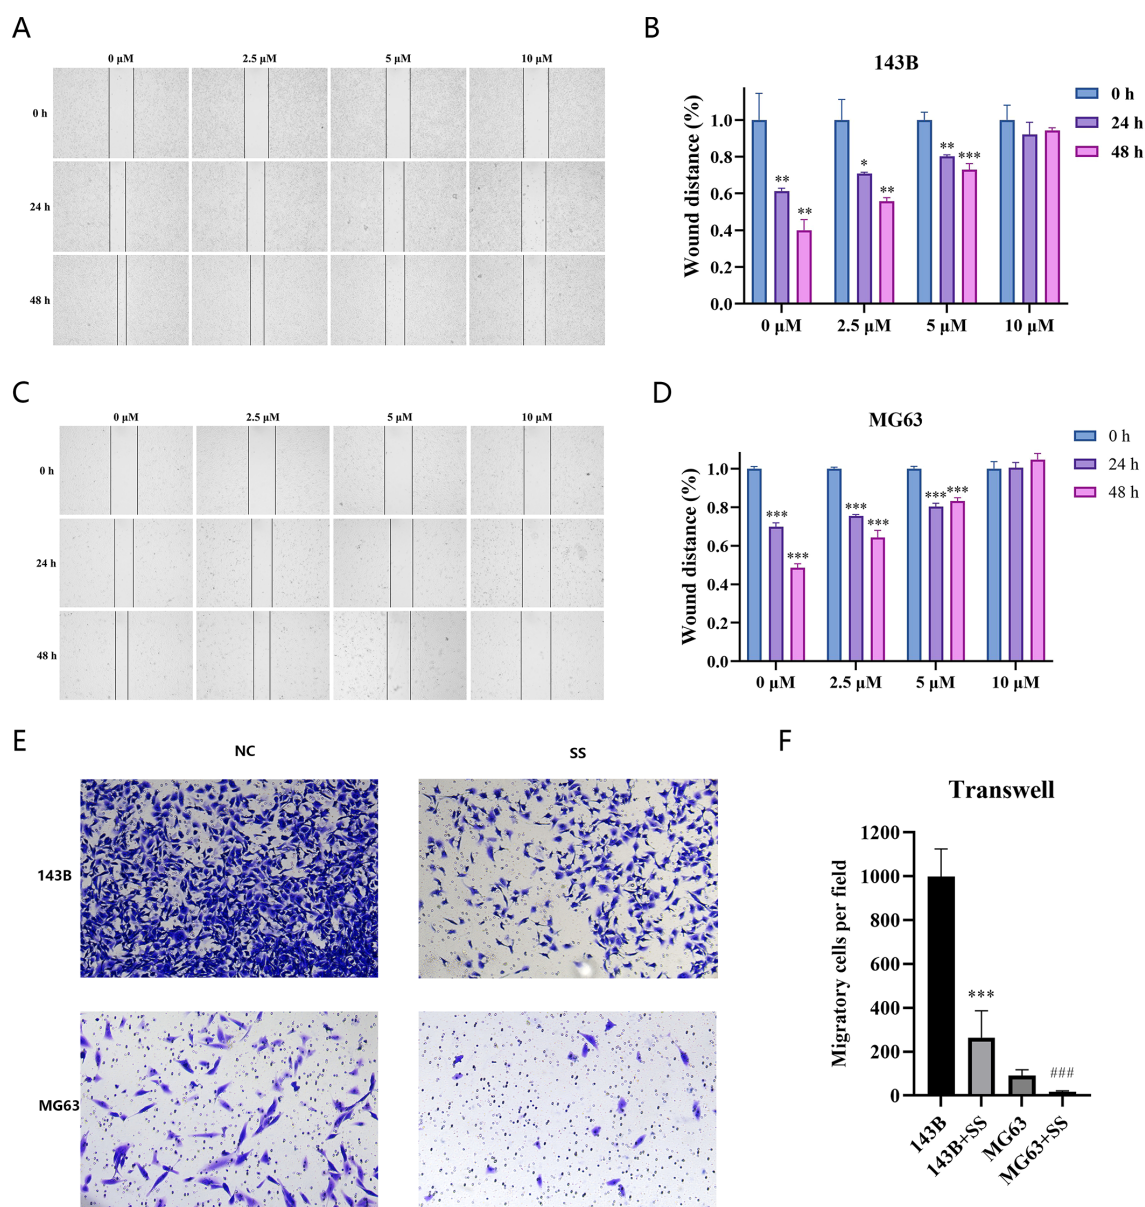 A
0 μM 2.5 μM 5 μM 10 μM
0 h
24 h
48 h
B
143B
Wound distance (%)
1.0
0.8
0.6
0.4
0.2
0.0
** ** * ** ** ***
0 μM 2.5 μM 5 μM 10 μM
0 h
24 h
48 h
C
0 μM 2.5 μM 5 μM 10 μM
0 h
24 h
48 h
D
MG63
Wound distance (%)
1.0
0.8
0.6
0.4
0.2
0.0
*** *** *** *** *** ***
0 μM 2.5 μM 5 μM 10 μM
0 h
24 h
48 h
E
NC SS
143B
MG63
F
Transwell
Migratory cells per field
1200
1000
800
600
400
200
0
*** ###
143B 143B+SS MG63 MG63+SS